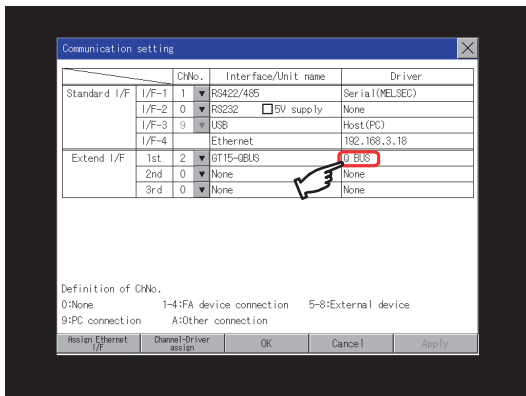 Communication setting
ChNo. Interface/Unit name Driver
Standard I/F I/F-1 1 RS422/485 Serial(MELSEC)
I/F-2 0 RS232 5V supply None
I/F-3 9 USB Host(PC)
I/F-4 Ethernet 192.168.3.18
Extend I/F 1st 2 GT15-QBUS Q BUS
2nd 0 None None
3rd 0 None None
Definition of ChNo.
0:None 1-4:FA device connection 5-8:External device
9:PC connection A:Other connection
Assign Ethernet I/F Channel-Driver assign OK Cancel Apply